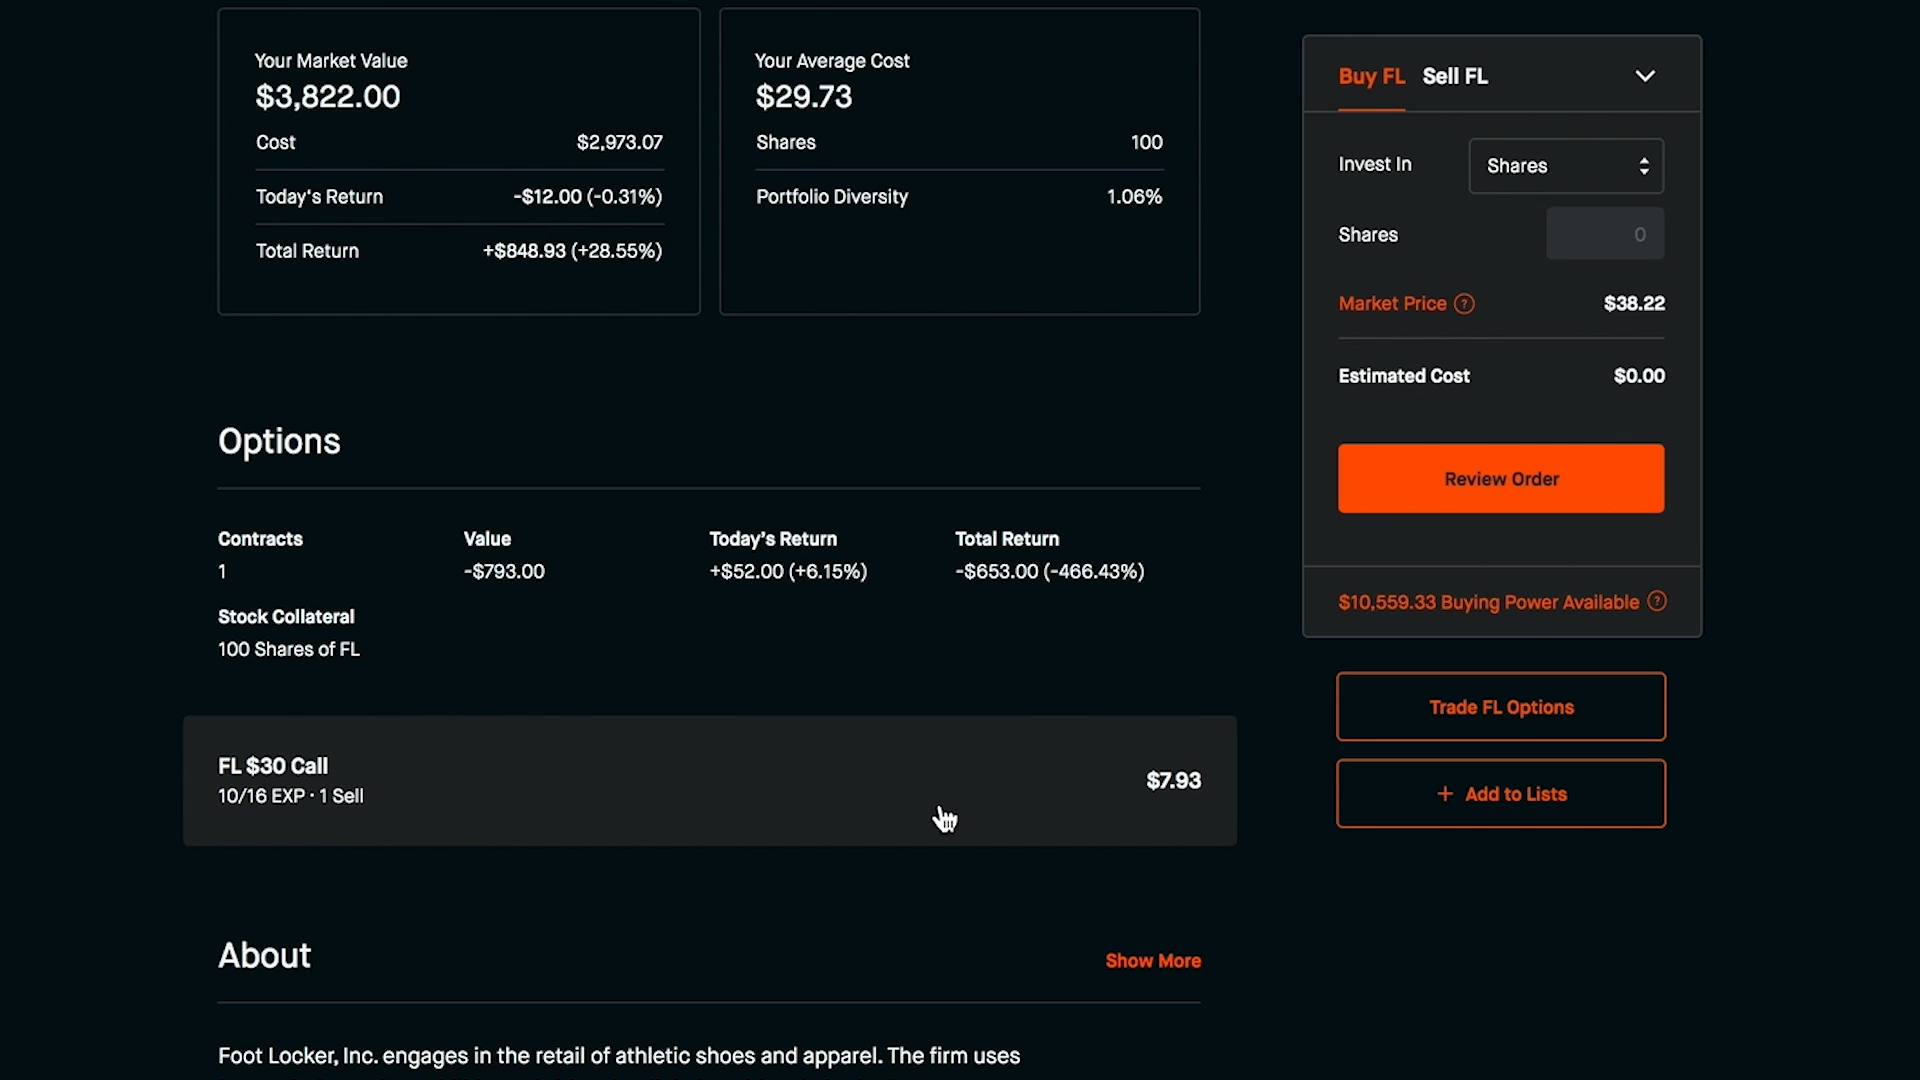 Your Market Value
$3,822.00
Cost $2,973.07
Today's Return -$12.00 (-0.31%)
Total Return +$848.93 (+28.55%)
Your Average Cost
$29.73
Shares 100
Portfolio Diversity 1.06%
Buy FL Sell FL
Invest In Shares
Shares 0
Market Price ? $38.22
Estimated Cost $0.00
Review Order
$10,559.33 Buying Power Available ?
Trade FL Options
+ Add to Lists
Options
Contracts Value Today's Return Total Return
1 -$793.00 +$52.00 (+6.15%) -$653.00 (-466.43%)
Stock Collateral
100 Shares of FL
FL $30 Call
10/16 EXP · 1 Sell
$7.93
About Show More
Foot Locker, Inc. engages in the retail of athletic shoes and apparel. The firm uses